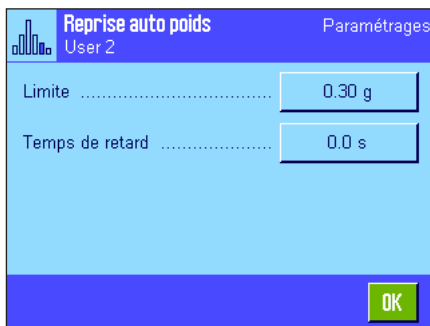 Reprise auto poids Paramétrages
User 2
Limite .................................. 0.30 g
Temps de retard .................... 0.0 s
OK